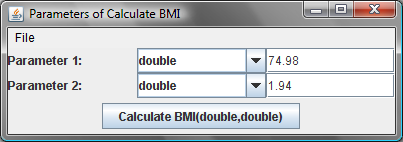 Parameters of Calculate BMI
File
Parameter 1: double 74.98
Parameter 2: double 1.94
Calculate BMI(double,double)